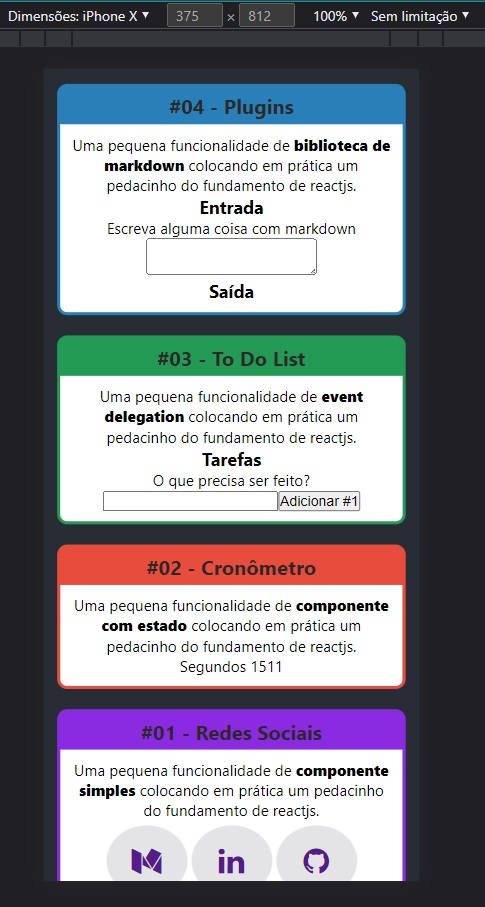 Dimensões: iPhone X ▼ 375 × 812 100% ▼ Sem limitação ▼
#04 - Plugins
Uma pequena funcionalidade de biblioteca de
markdown colocando em prática um
pedacinho do fundamento de reactjs.
Entrada
Escreva alguma coisa com markdown
Saída
#03 - To Do List
Uma pequena funcionalidade de event
delegation colocando em prática um
pedacinho do fundamento de reactjs.
Tarefas
O que precisa ser feito?
Adicionar #1
#02 - Cronômetro
Uma pequena funcionalidade de componente
com estado colocando em prática um
pedacinho do fundamento de reactjs.
Segundos 1511
#01 - Redes Sociais
Uma pequena funcionalidade de componente
simples colocando em prática um pedacinho
do fundamento de reactjs.
in